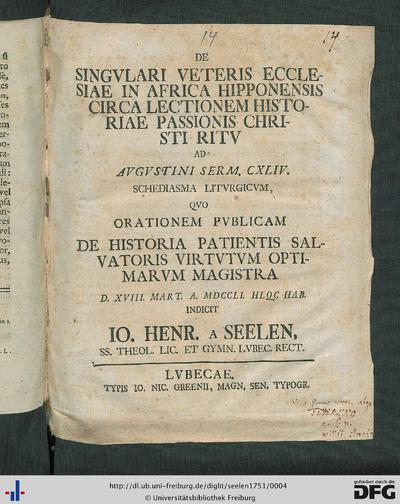 14
14
DE
SINGVLARI VETERIS ECCLE-
SIAE IN AFRICA HIPPONENSIS
CIRCA LECTIONEM HISTO-
RIAE PASSIONIS CHRI-
STI RITV
AD
AVGVSTINI SERM. CXLIV.
SCHEDIASMA LITVRGICVM,
QVO
ORATIONEM PVBLICAM
DE HISTORIA PATIENTIS SAL-
VATORIS VIRTVTVM OPTI-
MARVM MAGISTRA
D. XVIII. MART. A. MDCCLI. HLQC HAB.
INDICIT
IO. HENR. A SEELEN,
SS. THEOL. LIC. ET GYMN. LVBEC. RECT.
LVBECAE,
TYPIS IO. NIC. GREENII, MAGN. SEN. TYPOGR.
http://dl.ub.uni-freiburg.de/diglit/seelen1751/0004
© Universitätsbibliothek Freiburg
gefördert durch die
DFG